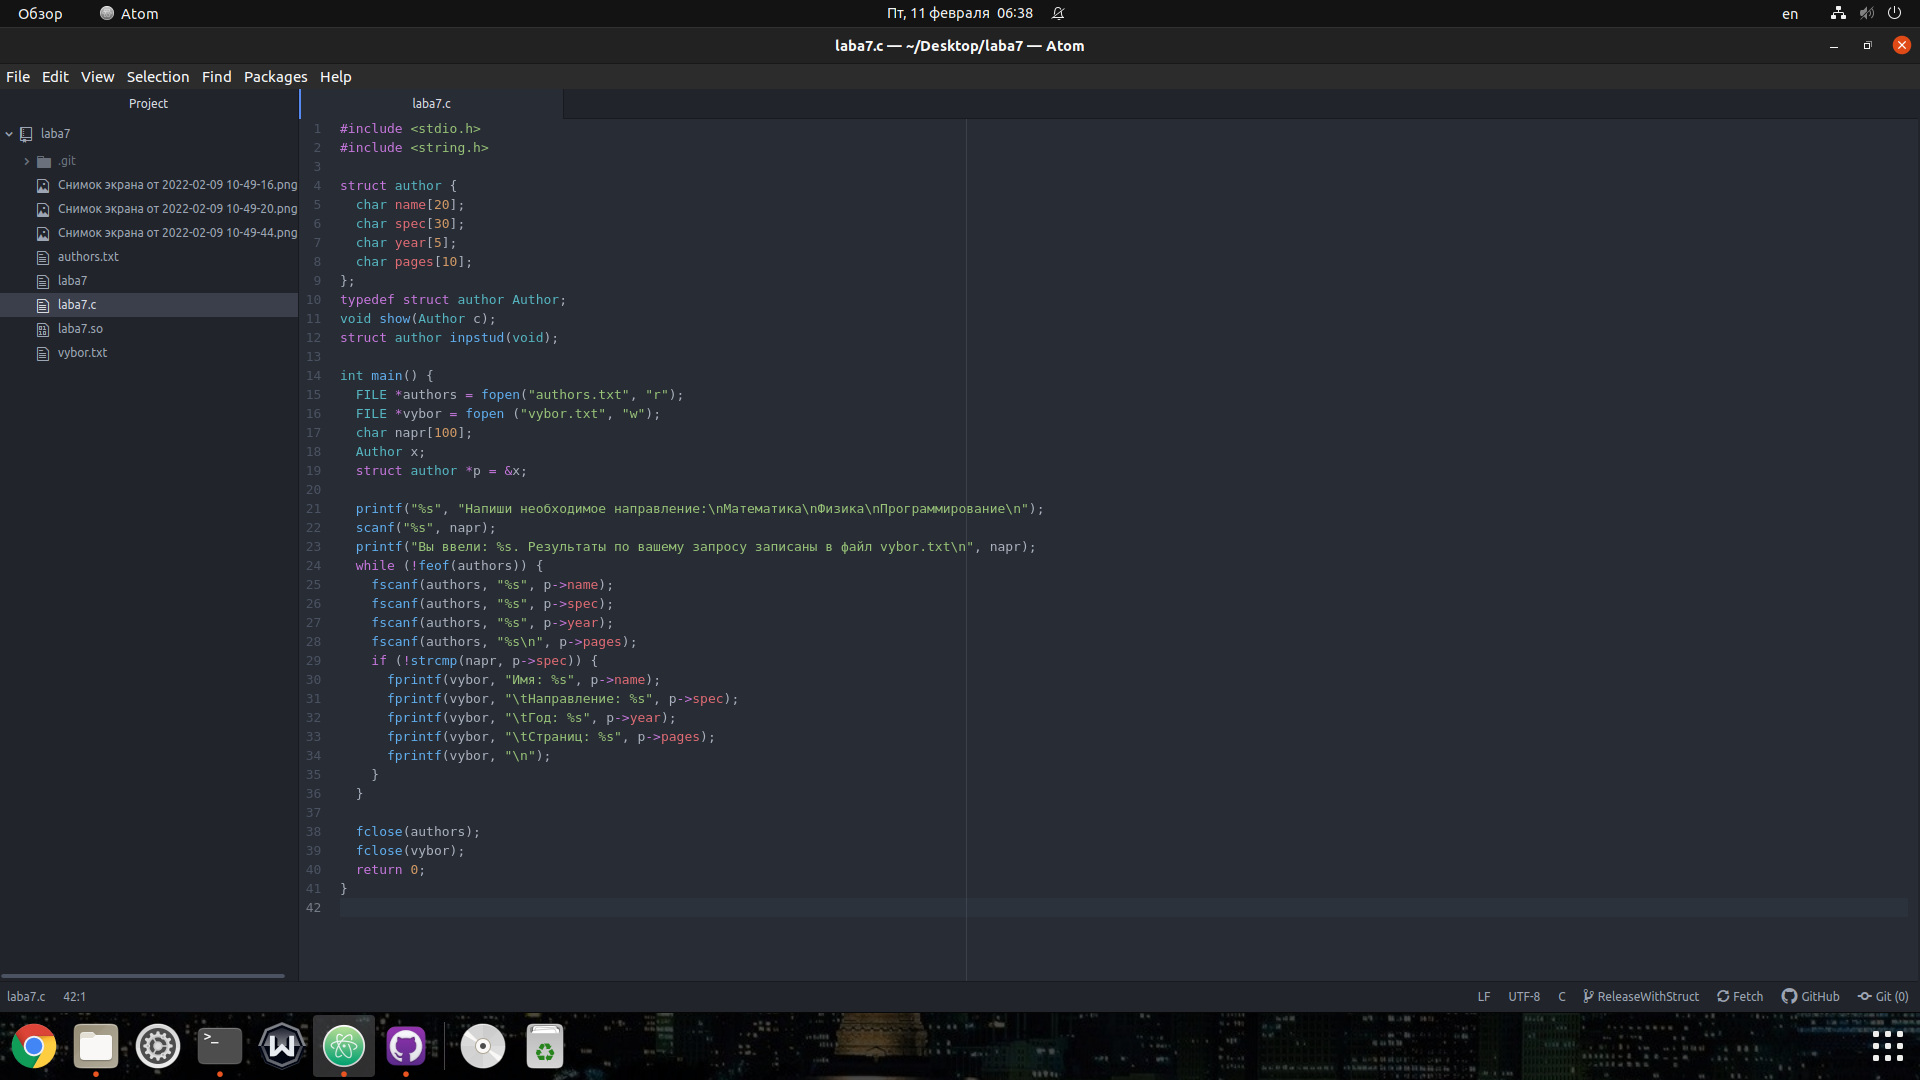 Обзор Atom Пт, 11 февраля 06:38 en
laba7.c — ~/Desktop/laba7 — Atom
File Edit View Selection Find Packages Help
Project
laba7
.git
Снимок экрана от 2022-02-09 10-49-16.png
Снимок экрана от 2022-02-09 10-49-20.png
Снимок экрана от 2022-02-09 10-49-44.png
authors.txt
laba7
laba7.c
laba7.so
vybor.txt
laba7.c
1 #include <stdio.h>
2 #include <string.h>
3
4 struct author {
5   char name[20];
6   char spec[30];
7   char year[5];
8   char pages[10];
9 };
10 typedef struct author Author;
11 void show(Author c);
12 struct author inpstud(void);
13
14 int main() {
15   FILE *authors = fopen("authors.txt", "r");
16   FILE *vybor = fopen ("vybor.txt", "w");
17   char napr[100];
18   Author x;
19   struct author *p = &x;
20
21   printf("%s", "Напиши необходимое направление:\nМатематика\nФизика\nПрограммирование\n");
22   scanf("%s", napr);
23   printf("Вы ввели: %s. Результаты по вашему запросу записаны в файл vybor.txt\n", napr);
24   while (!feof(authors)) {
25     fscanf(authors, "%s", p->name);
26     fscanf(authors, "%s", p->spec);
27     fscanf(authors, "%s", p->year);
28     fscanf(authors, "%s\n", p->pages);
29     if (!strcmp(napr, p->spec)) {
30       fprintf(vybor, "Имя: %s", p->name);
31       fprintf(vybor, "\tНаправление: %s", p->spec);
32       fprintf(vybor, "\tГод: %s", p->year);
33       fprintf(vybor, "\tСтраниц: %s", p->pages);
34       fprintf(vybor, "\n");
35     }
36   }
37
38   fclose(authors);
39   fclose(vybor);
40   return 0;
41 }
42
laba7.c 42:1 LF UTF-8 C ReleaseWithStruct Fetch GitHub Git (0)